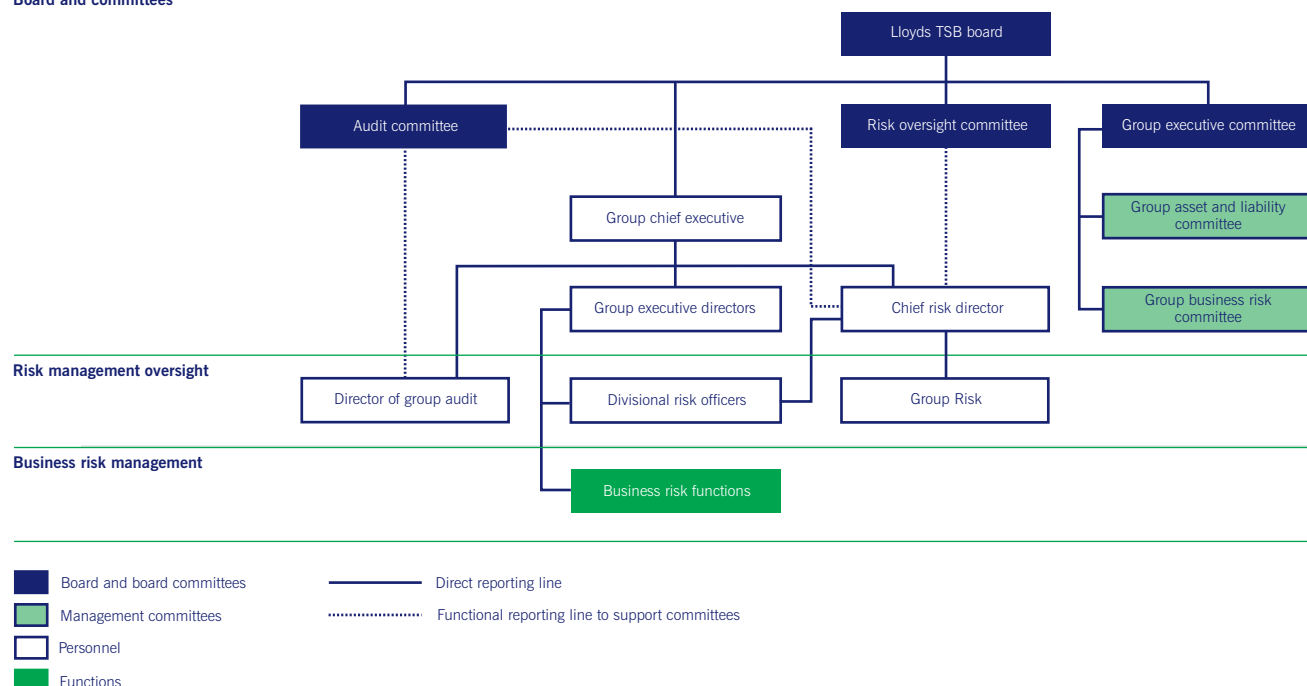 Board and committees
Lloyds TSB board
Audit committee
Risk oversight committee
Group executive committee
Group chief executive
Group asset and liability
committee
Group executive directors
Chief risk director
Group business risk
committee
Risk management oversight
Director of group audit
Divisional risk officers
Group Risk
Business risk management
Business risk functions
Board and board committees
Direct reporting line
Management committees
Functional reporting line to support committees
Personnel
Functions